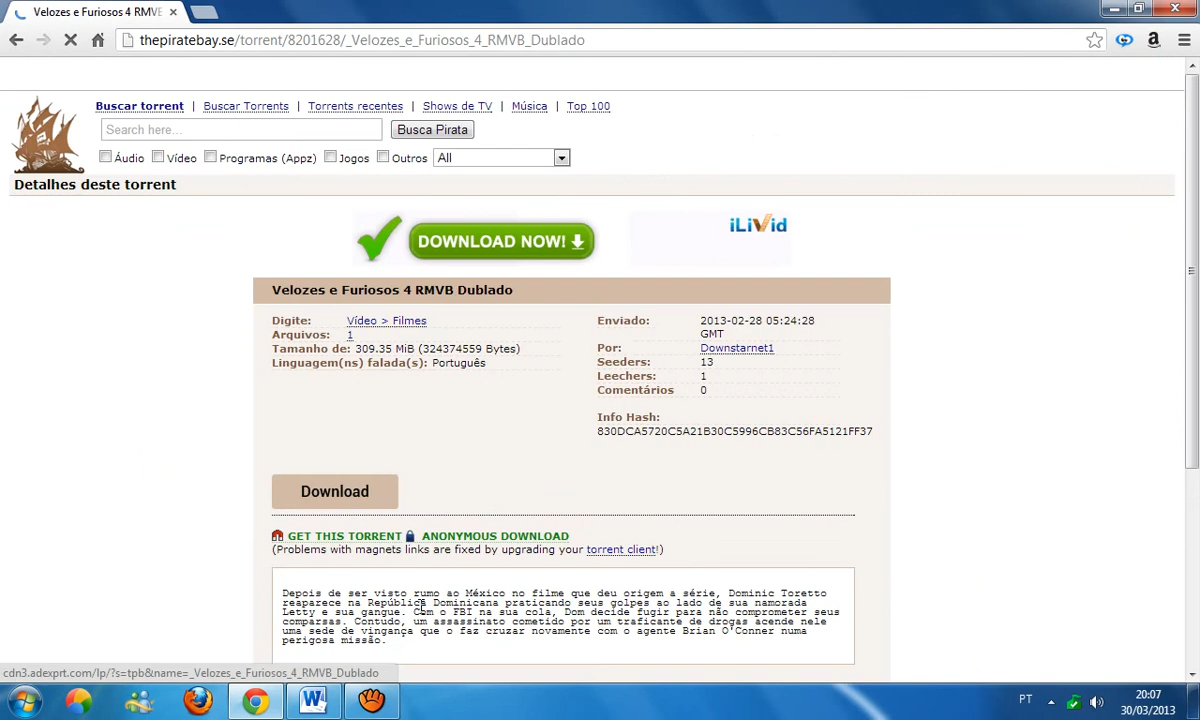 Velozes e Furiosos 4 RMVB
thepiratebay.se/torrent/8201628/_Velozes_e_Furiosos_4_RMVB_Dublado
Buscar torrent | Buscar Torrents | Torrents recentes | Shows de TV | Música | Top 100
Search here... Busca Pirata
Áudio Vídeo Programas (Appz) Jogos Outros All
Detalhes deste torrent
DOWNLOAD NOW! iLiVid
Velozes e Furiosos 4 RMVB Dublado
Digite: Vídeo > Filmes
Arquivos: 1
Tamanho de: 309.35 MiB (324374559 Bytes)
Linguagem(ns) falada(s): Português
Enviado: 2013-02-28 05:24:28
GMT
Por: Downstarnet1
Seeders: 13
Leechers: 1
Comentários 0
Info Hash:
830DCA5720C5A21B30C5996CB83C56FA5121FF37
Download
GET THIS TORRENT ANONYMOUS DOWNLOAD
(Problems with magnets links are fixed by upgrading your torrent client!)
Depois de ser visto rumo ao México no filme que deu origem a série, Dominic Toretto
reaparece na República Dominicana praticando seus golpes ao lado de sua namorada
Letty e sua gangue. Com o FBI na sua cola, Dom decide fugir para não comprometer seus
comparsas. Contudo, um assassinato cometido por um traficante de drogas acende nele
uma sede de vingança que o faz cruzar novamente com o agente Brian O'Conner numa
perigosa missão.
cdn3.adexprt.com/lp/?s=tpb&name=_Velozes_e_Furiosos_4_RMVB_Dublado
PT 20:07
30/03/2013